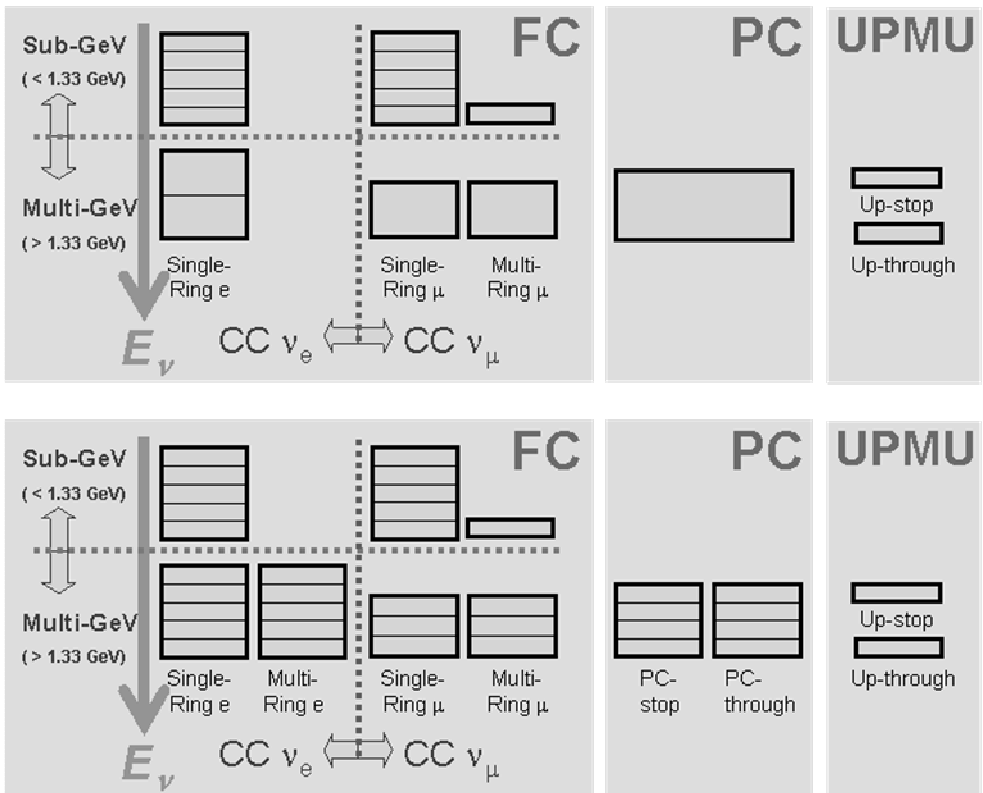 Sub-GeV
(< 1.33 GeV)
Multi-GeV
(> 1.33 GeV)
Eν
Single-
Ring e
Single-
Ring μ
Multi-
Ring μ
CC νe
CC νμ
FC
PC
UPMU
Up-stop
Up-through
Sub-GeV
(< 1.33 GeV)
Multi-GeV
(> 1.33 GeV)
Eν
Single-
Ring e
Multi-
Ring e
Single-
Ring μ
Multi-
Ring μ
CC νe
CC νμ
FC
PC
PC-
stop
PC-
through
UPMU
Up-stop
Up-through